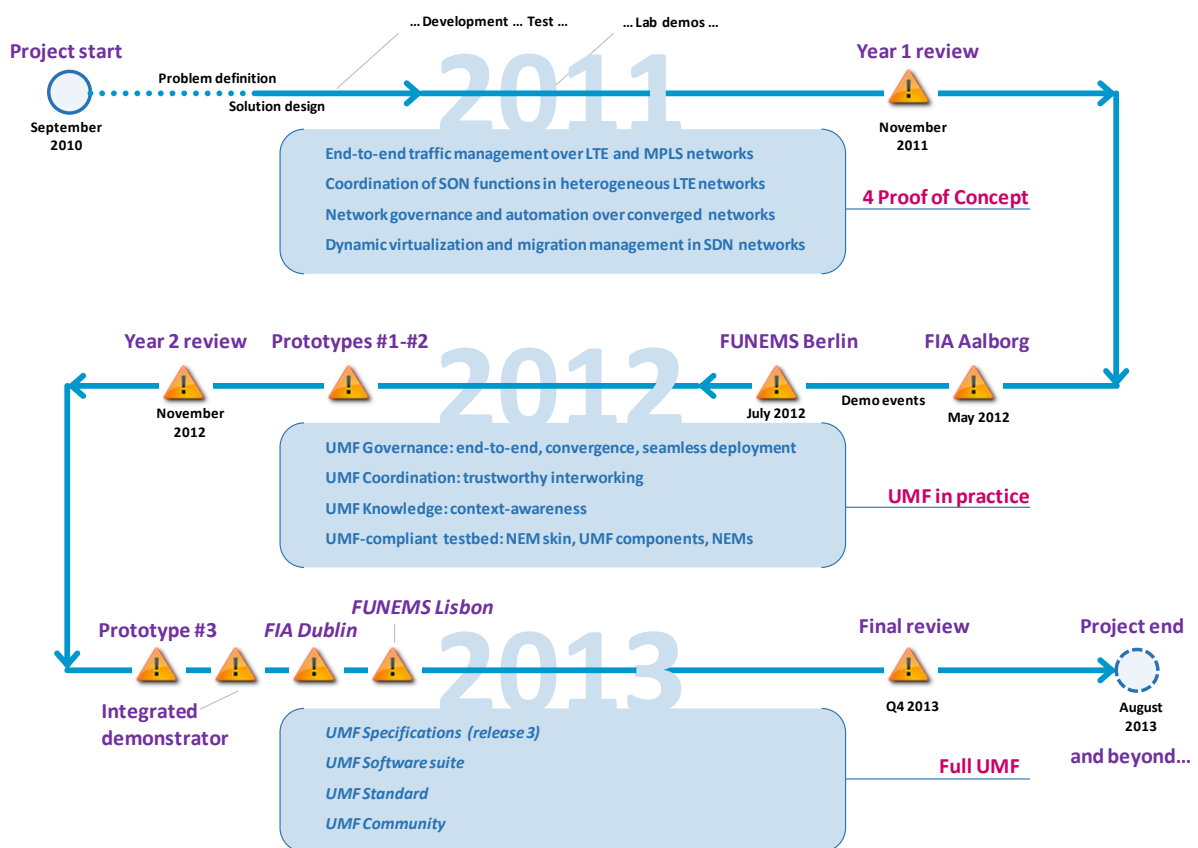 ... Development ... Test ...
... Lab demos ...
Project start
2011
Year 1 review
Problem definition
Solution design
September
2010
November
2011
End-to-end traffic management over LTE and MPLS networks
Coordination of SON functions in heterogeneous LTE networks
Network governance and automation over converged networks
Dynamic virtualization and migration management in SDN networks
4 Proof of Concept
Year 2 review
Prototypes #1-#2
2012
FUNEMS Berlin
FIA Aalborg
November
2012
July 2012
Demo events
May 2012
UMF Governance: end-to-end, convergence, seamless deployment
UMF Coordination: trustworthy interworking
UMF Knowledge: context-awareness
UMF-compliant testbed: NEM skin, UMF components, NEMs
UMF in practice
Prototype #3
FIA Dublin
FUNEMS Lisbon
2013
Final review
Project end
Integrated
demonstrator
Q4 2013
August
2013
and beyond...
UMF Specifications (release 3)
UMF Software suite
UMF Standard
UMF Community
Full UMF